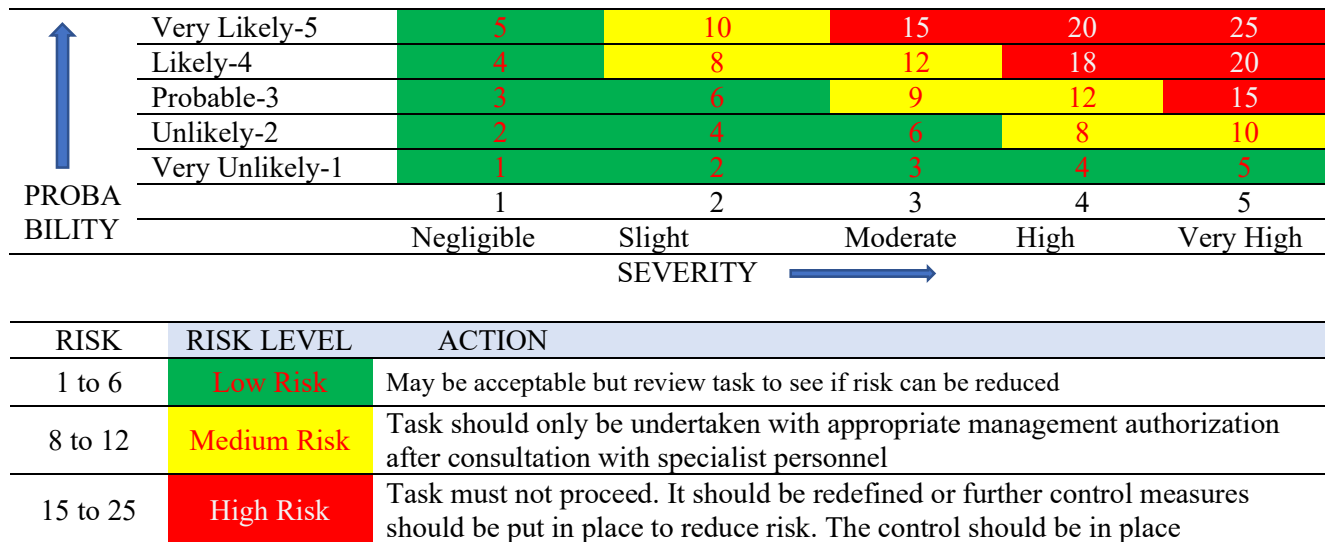 Very Likely-5 5 10 15 20 25
Likely-4 4 8 12 18 20
Probable-3 3 6 9 12 15
Unlikely-2 2 4 6 8 10
Very Unlikely-1 1 2 3 4 5
PROBA
BILITY
1 2 3 4 5
Negligible Slight Moderate High Very High
SEVERITY
RISK RISK LEVEL ACTION
1 to 6 Low Risk May be acceptable but review task to see if risk can be reduced
8 to 12 Medium Risk Task should only be undertaken with appropriate management authorization
after consultation with specialist personnel
15 to 25 High Risk Task must not proceed. It should be redefined or further control measures
should be put in place to reduce risk. The control should be in place